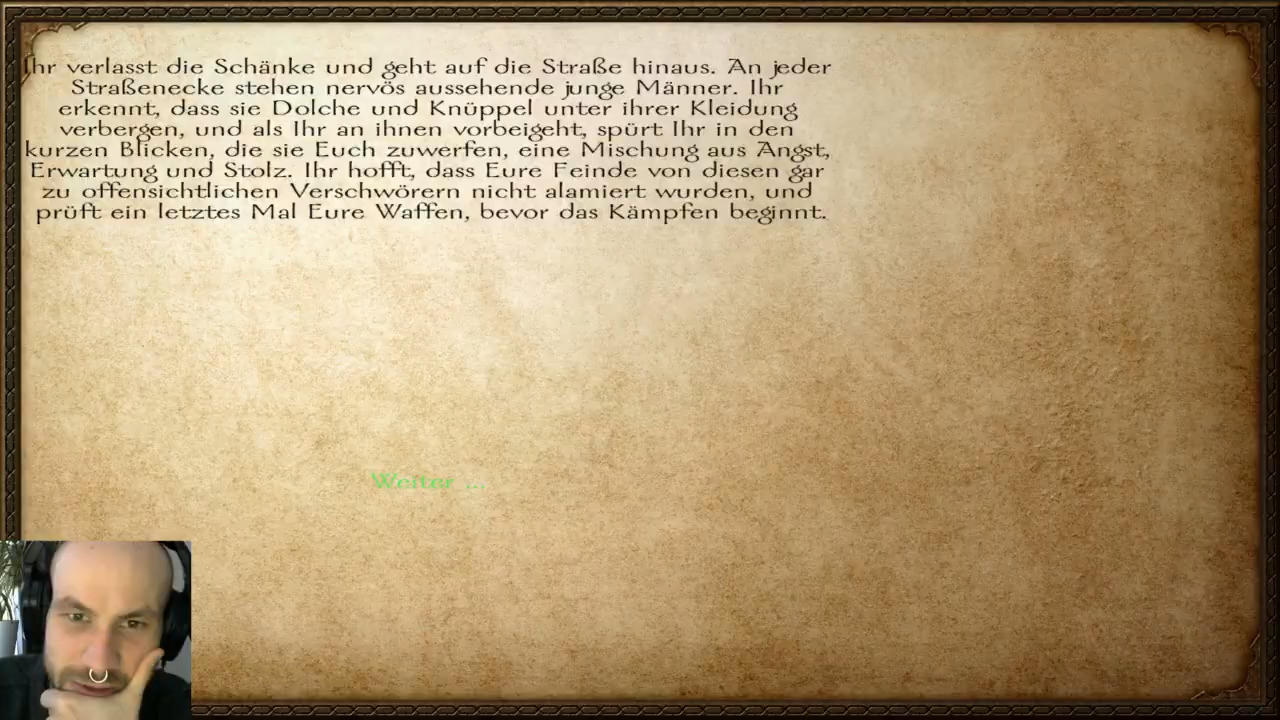 Ihr verlasst die Schänke und geht auf die Straße hinaus. An jeder
Straßenecke stehen nervös aussehende junge Männer. Ihr
erkennt, dass sie Dolche und Knüppel unter ihrer Kleidung
verbergen, und als Ihr an ihnen vorbeigeht, spürt Ihr in den
kurzen Blicken, die sie Euch zuwerfen, eine Mischung aus Angst,
Erwartung und Stolz. Ihr hofft, dass Eure Feinde von diesen gar
zu offensichtlichen Verschwörern nicht alamiert wurden, und
prüft ein letztes Mal Eure Waffen, bevor das Kämpfen beginnt.
Weiter ...